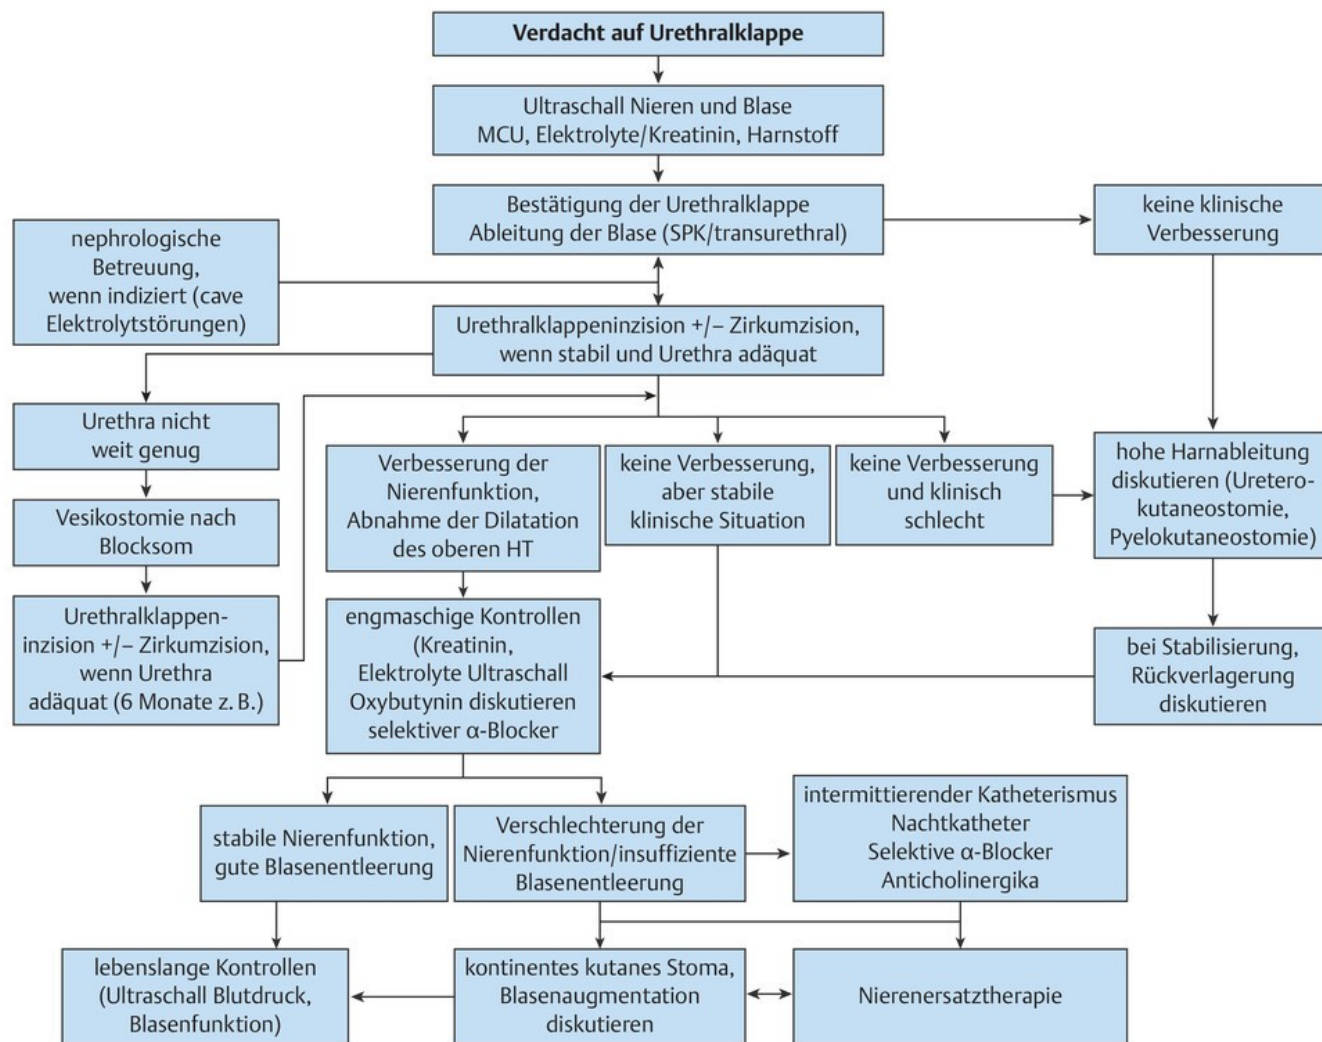 Verdacht auf Urethralklappe
Ultraschall Nieren und Blase
MCU, Elektrolyte/Kreatinin, Harnstoff
Bestätigung der Urethralklappe
Ableitung der Blase (SPK/transurethral)
keine klinische
Verbesserung
nephrologische
Betreuung,
wenn indiziert (cave
Elektrolytstörungen)
Urethralklappeninzision +/– Zirkumzision,
wenn stabil und Urethra adäquat
Urethra nicht
weit genug
Vesikostomie nach
Blocksom
Urethralklappen-
inzision +/– Zirkumzision,
wenn Urethra
adäquat (6 Monate z. B.)
Verbesserung der
Nierenfunktion,
Abnahme der Dilatation
des oberen HT
keine Verbesserung,
aber stabile
klinische Situation
keine Verbesserung
und klinisch
schlecht
hohe Harnableitung
diskutieren (Uretero-
kutaneostomie,
Pyelokutaneostomie)
engmaschige Kontrollen
(Kreatinin,
Elektrolyte Ultraschall
Oxybutynin diskutieren
selektiver α-Blocker
bei Stabilisierung,
Rückverlagerung
diskutieren
stabile Nierenfunktion,
gute Blasenentleerung
Verschlechterung der
Nierenfunktion/insuffiziente
Blasenentleerung
intermittierender Katheterismus
Nachtkatheter
Selektive α-Blocker
Anticholinergika
lebenslange Kontrollen
(Ultraschall Blutdruck,
Blasenfunktion)
kontinentes kutanes Stoma,
Blasenaugmentation
diskutieren
Nierenersatztherapie